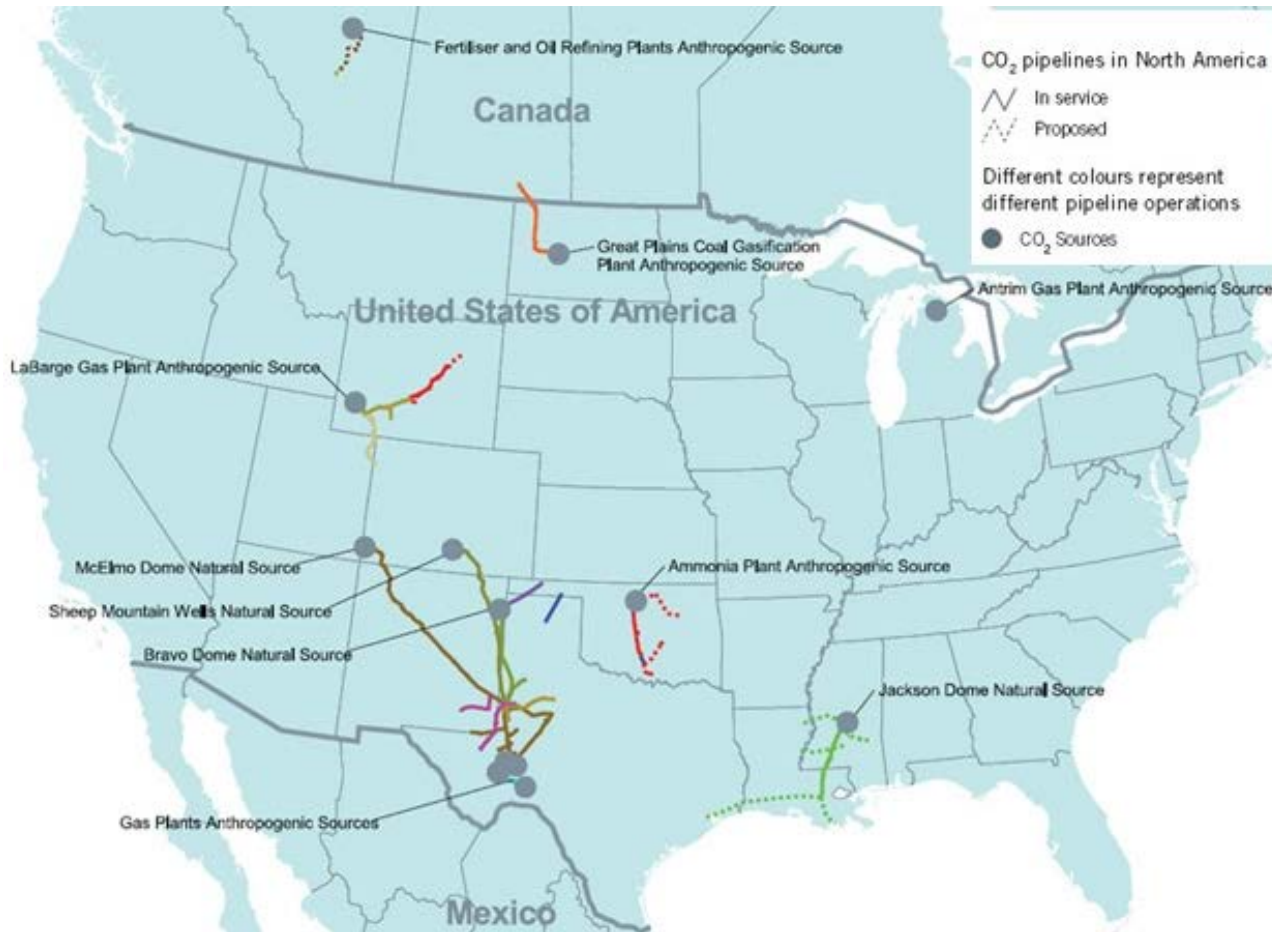 Fertiliser and Oil Refining Plants Anthropogenic Source
CO₂ pipelines in North America
In service
Proposed
Different colours represent
different pipeline operations
CO₂ Sources
Canada
Great Plains Coal Gasification
Plant Anthropogenic Source
Antrim Gas Plant Anthropogenic Source
United States of America
LaBarge Gas Plant Anthropogenic Source
McElmo Dome Natural Source
Ammonia Plant Anthropogenic Source
Sheep Mountain Wells Natural Source
Bravo Dome Natural Source
Jackson Dome Natural Source
Gas Plants Anthropogenic Sources
Mexico